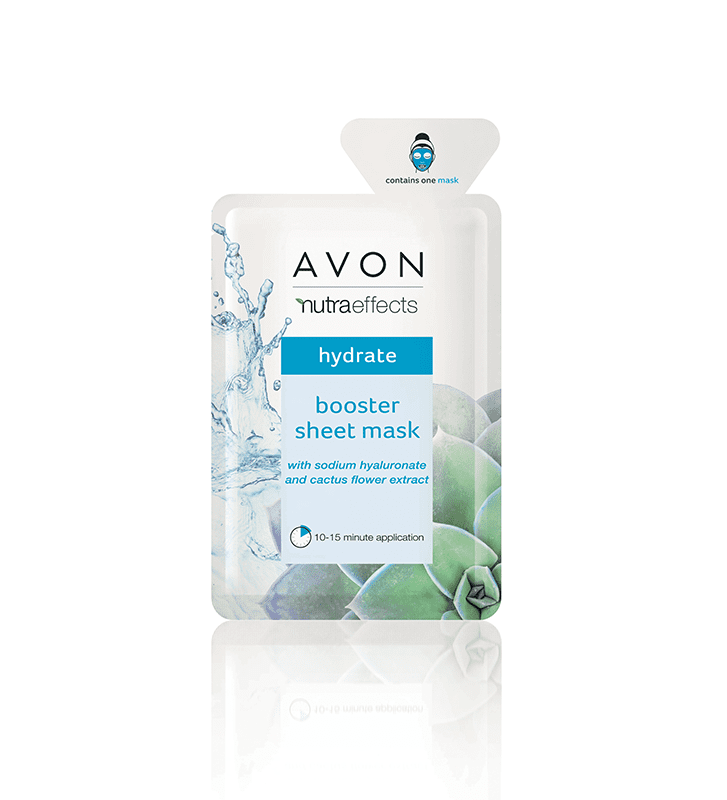 contains one mask
AVON
nutraeffects
hydrate
booster
sheet mask
with sodium hyaluronate
and cactus flower extract
10-15 minute application